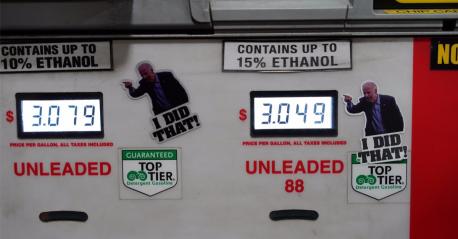 CHIP CA
CONTAINS UP TO
10% ETHANOL
CONTAINS UP TO
15% ETHANOL
NO
$ 3.079
I DID
THAT!
$ 3.049
I DID
THAT!
PRICE PER GALLON, ALL TAXES INCLUDED
PRICE PER GALLON, ALL TAXES INCLUDED
UNLEADED
GUARANTEED
TOP
TIER
Detergent Gasoline
UNLEADED
88
TOP
TIER
Detergent Gasoline